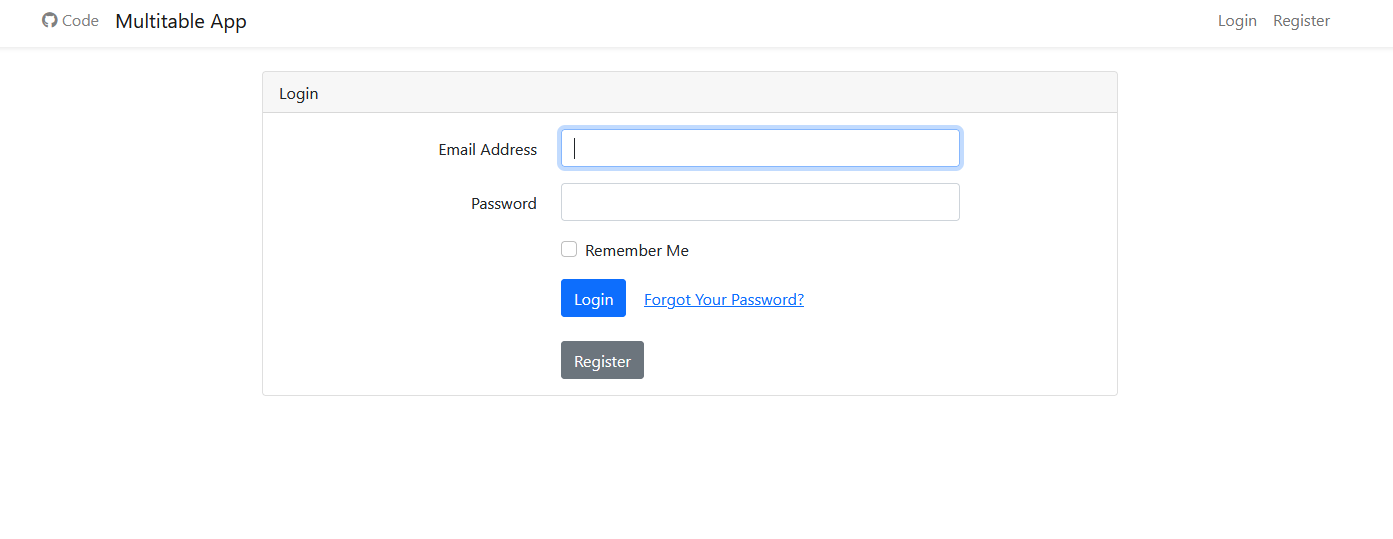 Code Multitable App Login Register
Login
Email Address
Password
Remember Me
Login Forgot Your Password?
Register